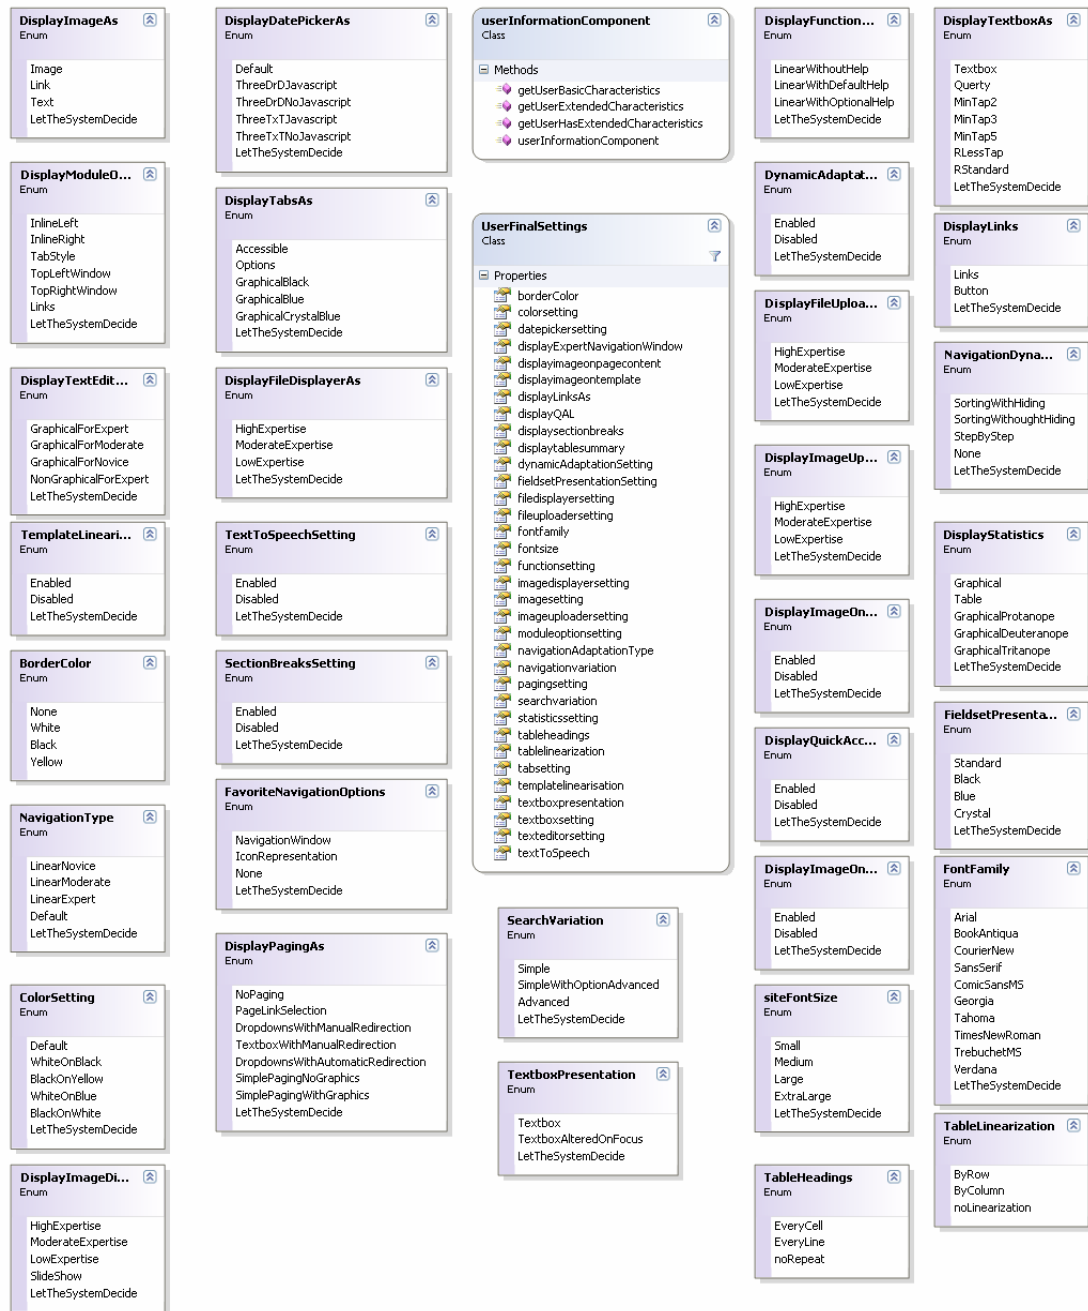 DisplayImageAs
Enum
Image
Link
Text
LetTheSystemDecide
DisplayModuleO...
Enum
InlineLeft
InlineRight
TabStyle
TopLeftWindow
TopRightWindow
Links
LetTheSystemDecide
DisplayTextEdit...
Enum
GraphicalForExpert
GraphicalForModerate
GraphicalForNovice
NonGraphicalForExpert
LetTheSystemDecide
TemplateLineari...
Enum
Enabled
Disabled
LetTheSystemDecide
BorderColor
Enum
None
White
Black
Yellow
NavigationType
Enum
LinearNovice
LinearModerate
LinearExpert
Default
LetTheSystemDecide
ColorSetting
Enum
Default
WhiteOnBlack
BlackOnYellow
WhiteOnBlue
BlackOnWhite
LetTheSystemDecide
DisplayImageDi...
Enum
HighExpertise
ModerateExpertise
LowExpertise
SlideShow
LetTheSystemDecide
DisplayDatePickerAs
Enum
Default
ThreeDrDJavascript
ThreeDrDNoJavascript
ThreeTxTJavascript
ThreeTxTNoJavascript
LetTheSystemDecide
DisplayTabsAs
Enum
Accessible
Options
GraphicalBlack
GraphicalBlue
GraphicalCrystalBlue
LetTheSystemDecide
DisplayFileDisplayerAs
Enum
HighExpertise
ModerateExpertise
LowExpertise
LetTheSystemDecide
TextToSpeechSetting
Enum
Enabled
Disabled
LetTheSystemDecide
SectionBreaksSetting
Enum
Enabled
Disabled
LetTheSystemDecide
FavoriteNavigationOptions
Enum
NavigationWindow
IconRepresentation
None
LetTheSystemDecide
DisplayPagingAs
Enum
NoPaging
PageLinkSelection
DropdownsWithManualRedirection
TextboxWithManualRedirection
DropdownsWithAutomaticRedirection
SimplePagingNoGraphics
SimplePagingWithGraphics
LetTheSystemDecide
userInformationComponent
Class
Methods
getUserBasicCharacteristics
getUserExtendedCharacteristics
getUserHasExtendedCharacteristics
userInformationComponent
UserFinalSettings
Class
Properties
borderColor
colorsetting
datepickersetting
displayExpertNavigationWindow
displayimageonpagecontent
displayimageontemplate
displayLinksAs
displayQAL
displaysectionbreaks
displaytablesummary
dynamicAdaptationSetting
fieldsetPresentationSetting
filedisplayersetting
fileuploadersetting
fontfamily
fontsize
functionsetting
imagedisplayersetting
imagesetting
imageuploadersetting
moduleoptionsetting
navigationAdaptationType
navigationvariation
pagingsetting
searchvariation
statisticssetting
tableheadings
tablelinearization
tabsetting
templatelinearisation
textboxpresentation
textboxsetting
texteditorsetting
textToSpeech
SearchVariation
Enum
Simple
SimpleWithOptionAdvanced
Advanced
LetTheSystemDecide
TextboxPresentation
Enum
Textbox
TextboxAlteredOnFocus
LetTheSystemDecide
DisplayFunction...
Enum
LinearWithoutHelp
LinearWithDefaultHelp
LinearWithOptionalHelp
LetTheSystemDecide
DynamicAdaptat...
Enum
Enabled
Disabled
LetTheSystemDecide
DisplayFileUploa...
Enum
HighExpertise
ModerateExpertise
LowExpertise
LetTheSystemDecide
DisplayImageUp...
Enum
HighExpertise
ModerateExpertise
LowExpertise
LetTheSystemDecide
DisplayImageOn...
Enum
Enabled
Disabled
LetTheSystemDecide
DisplayQuickAcc...
Enum
Enabled
Disabled
LetTheSystemDecide
DisplayImageOn...
Enum
Enabled
Disabled
LetTheSystemDecide
siteFontSize
Enum
Small
Medium
Large
ExtraLarge
LetTheSystemDecide
TableHeadings
Enum
EveryCell
EveryLine
noRepeat
DisplayTextboxAs
Enum
Textbox
Querty
MinTap2
MinTap3
MinTap5
RLessTap
RStandard
LetTheSystemDecide
DisplayLinks
Enum
Links
Button
LetTheSystemDecide
NavigationDyna...
Enum
SortingWithHiding
SortingWithoughtHiding
StepByStep
None
LetTheSystemDecide
DisplayStatistics
Enum
Graphical
Table
GraphicalProtanope
GraphicalDeuteranope
GraphicalTritanope
LetTheSystemDecide
FieldsetPresenta...
Enum
Standard
Black
Blue
Crystal
LetTheSystemDecide
FontFamily
Enum
Arial
BookAntiqua
CourierNew
SansSerif
ComicSansMS
Georgia
Tahoma
TimesNewRoman
TrebuchetMS
Verdana
LetTheSystemDecide
TableLinearization
Enum
ByRow
ByColumn
noLinearization